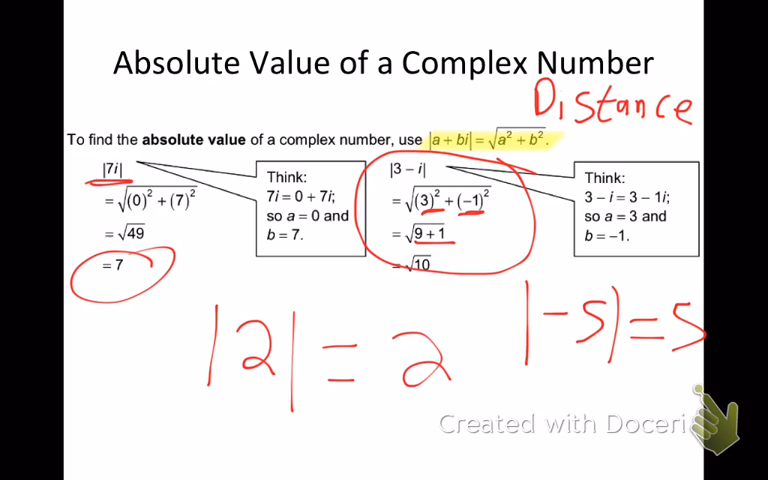 Absolute Value of a Complex Number
Distance
To find the absolute value of a complex number, use |a + bi| = √a² + b².
|7i|
= √(0)² + (7)²
= √49
= 7
Think:
7i = 0 + 7i;
so a = 0 and
b = 7.
|3 − i|
= √(3)² + (−1)²
= √9 + 1
= √10
Think:
3 − i = 3 − 1i;
so a = 3 and
b = −1.
|2| = 2
|−5| = 5
Created with Doceri